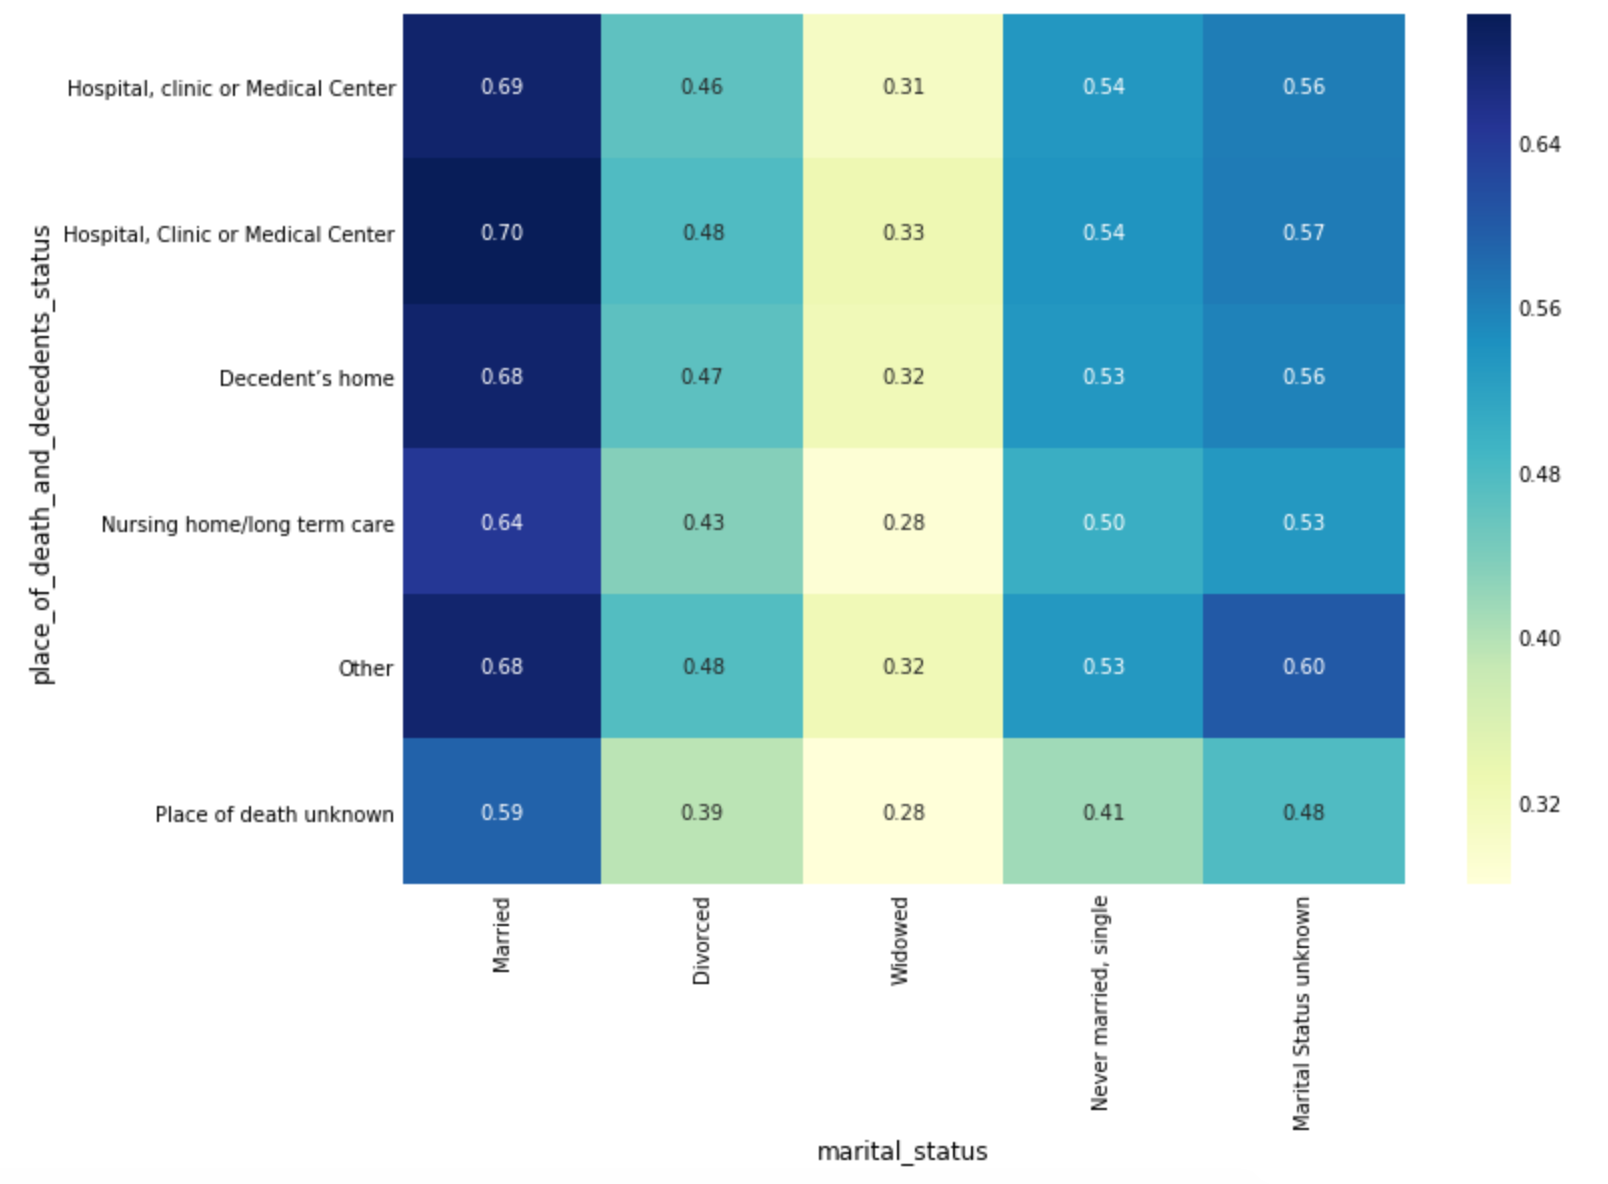 Hospital, clinic or Medical Center 0.69 0.46 0.31 0.54 0.56
Hospital, Clinic or Medical Center 0.70 0.48 0.33 0.54 0.57
Decedent’s home 0.68 0.47 0.32 0.53 0.56
Nursing home/long term care 0.64 0.43 0.28 0.50 0.53
Other 0.68 0.48 0.32 0.53 0.60
Place of death unknown 0.59 0.39 0.28 0.41 0.48
place_of_death_and_decedents_status
Married
Divorced
Widowed
Never married, single
Marital Status unknown
marital_status
0.64
0.56
0.48
0.40
0.32